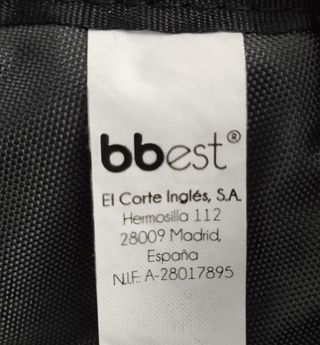 bbest®
El Corte Inglés, S.A.
Hermosilla 112
28009 Madrid,
España
N.I.F.: A-28017895